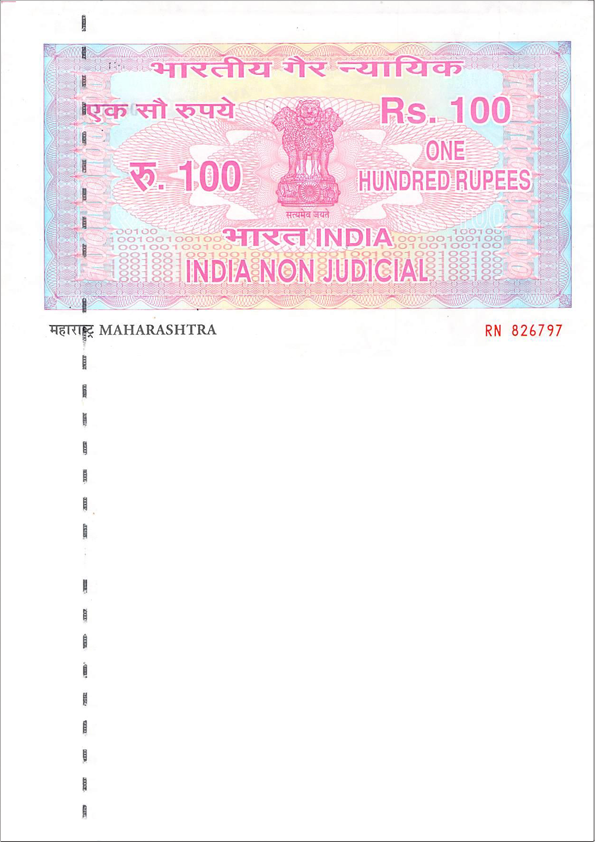 भारतीय गैर न्यायिक
एक सौ रुपये
Rs. 100
रु. 100
ONE
HUNDRED RUPEES
सत्यमेव जयते
भारत INDIA
INDIA NON JUDICIAL
महाराष्ट्र MAHARASHTRA
RN 826797